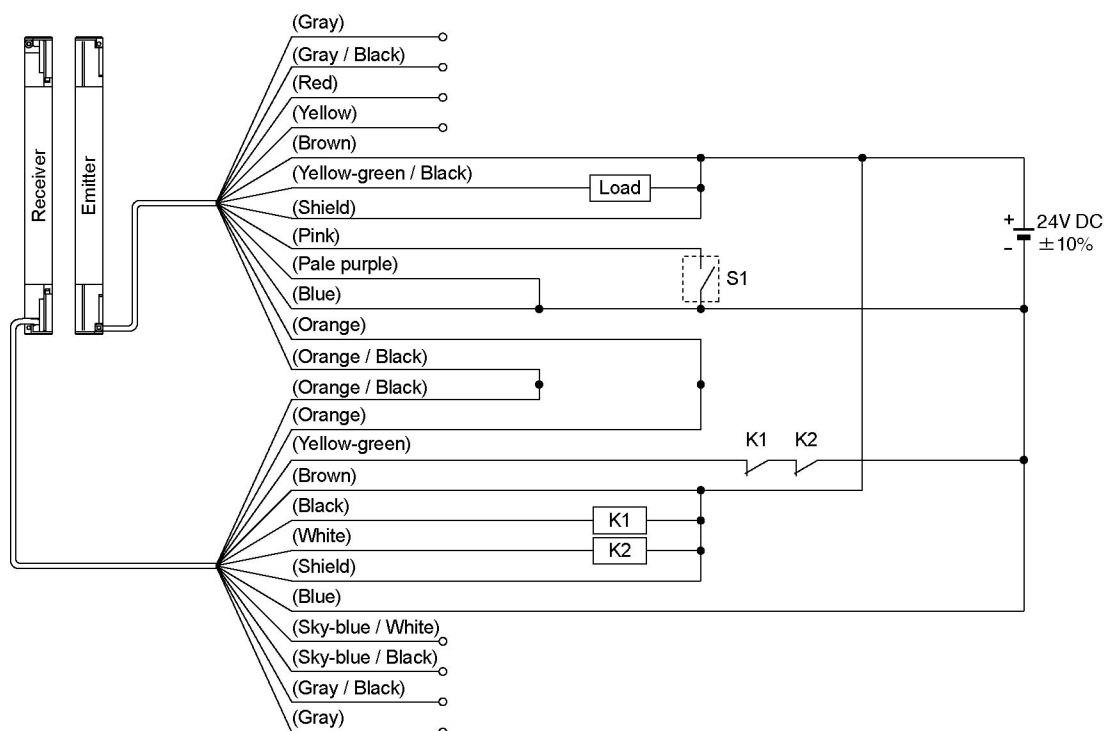 Receiver
Emitter
(Gray)
(Gray / Black)
(Red)
(Yellow)
(Brown)
(Yellow-green / Black)
Load
(Shield)
(Pink)
(Pale purple)
S1
(Blue)
(Orange)
(Orange / Black)
(Orange / Black)
(Orange)
(Yellow-green)
K1 K2
(Brown)
(Black)
K1
(White)
K2
(Shield)
(Blue)
(Sky-blue / White)
(Sky-blue / Black)
(Gray / Black)
(Gray)
+ 24V DC
- ±10%